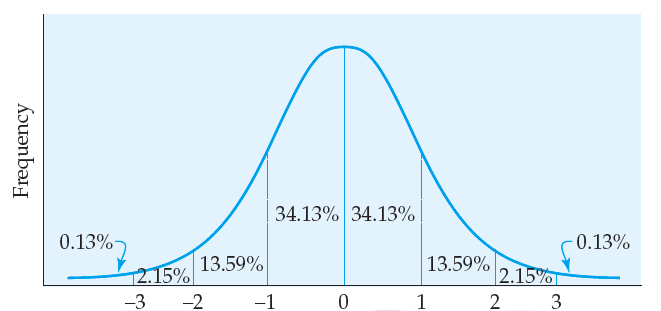 Frequency
34.13% 34.13%
0.13% 0.13%
13.59% 13.59%
2.15% 2.15%
–3 –2 –1 0 1 2 3